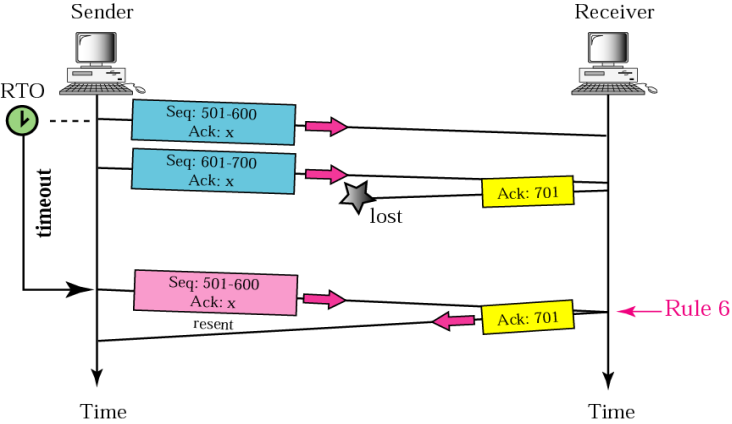 Sender
Receiver
RTO
Seq: 501-600
Ack: x
Seq: 601-700
Ack: x
timeout
Ack: 701
lost
Seq: 501-600
Ack: x
resent
Ack: 701
Rule 6
Time
Time